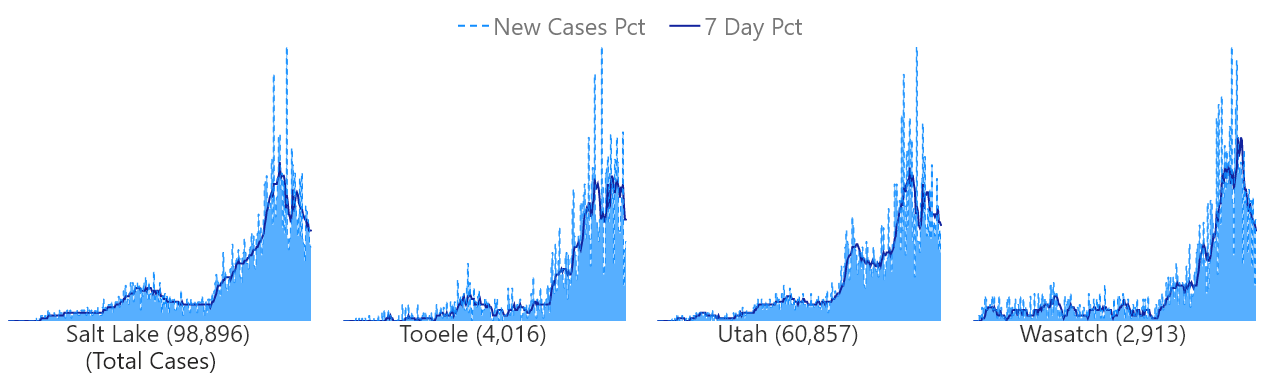 New Cases Pct 7 Day Pct
Salt Lake (98,896) Tooele (4,016) Utah (60,857) Wasatch (2,913)
(Total Cases)